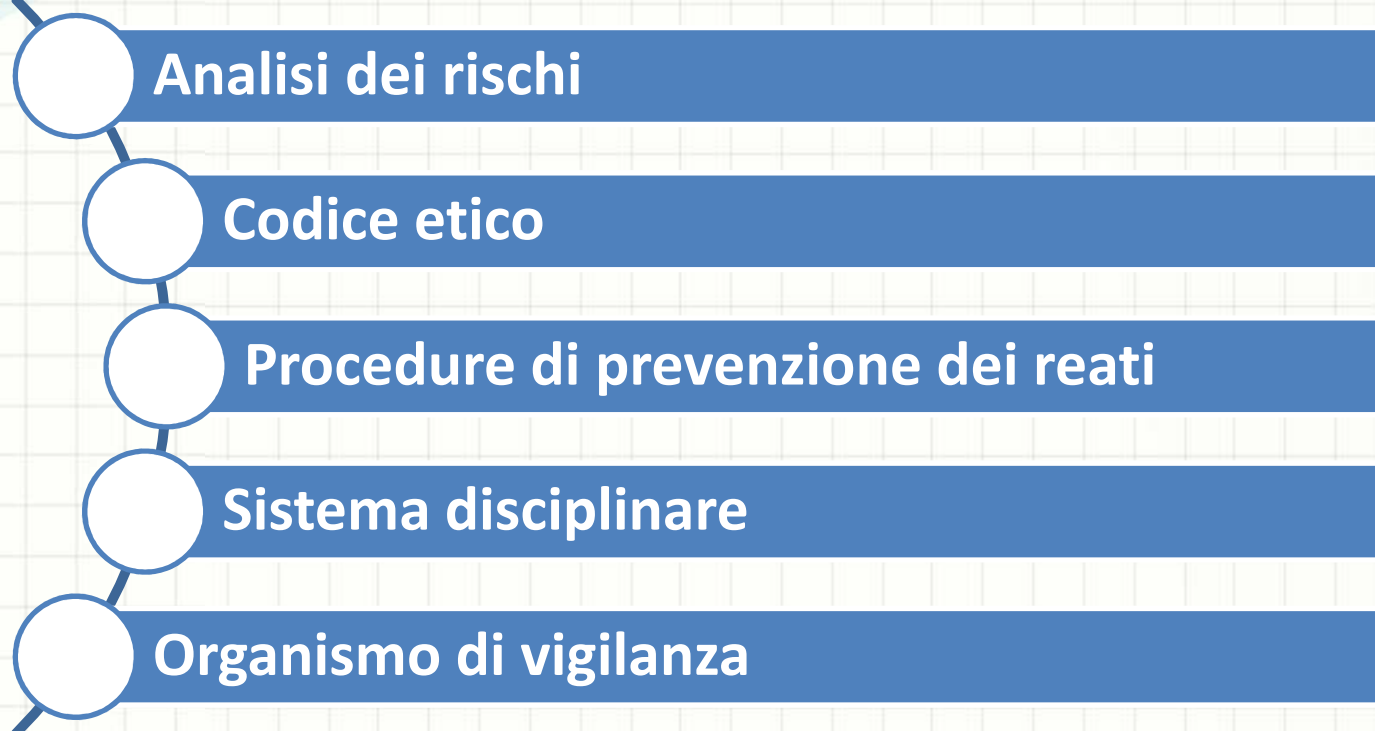 Analisi dei rischi
Codice etico
Procedure di prevenzione dei reati
Sistema disciplinare
Organismo di vigilanza